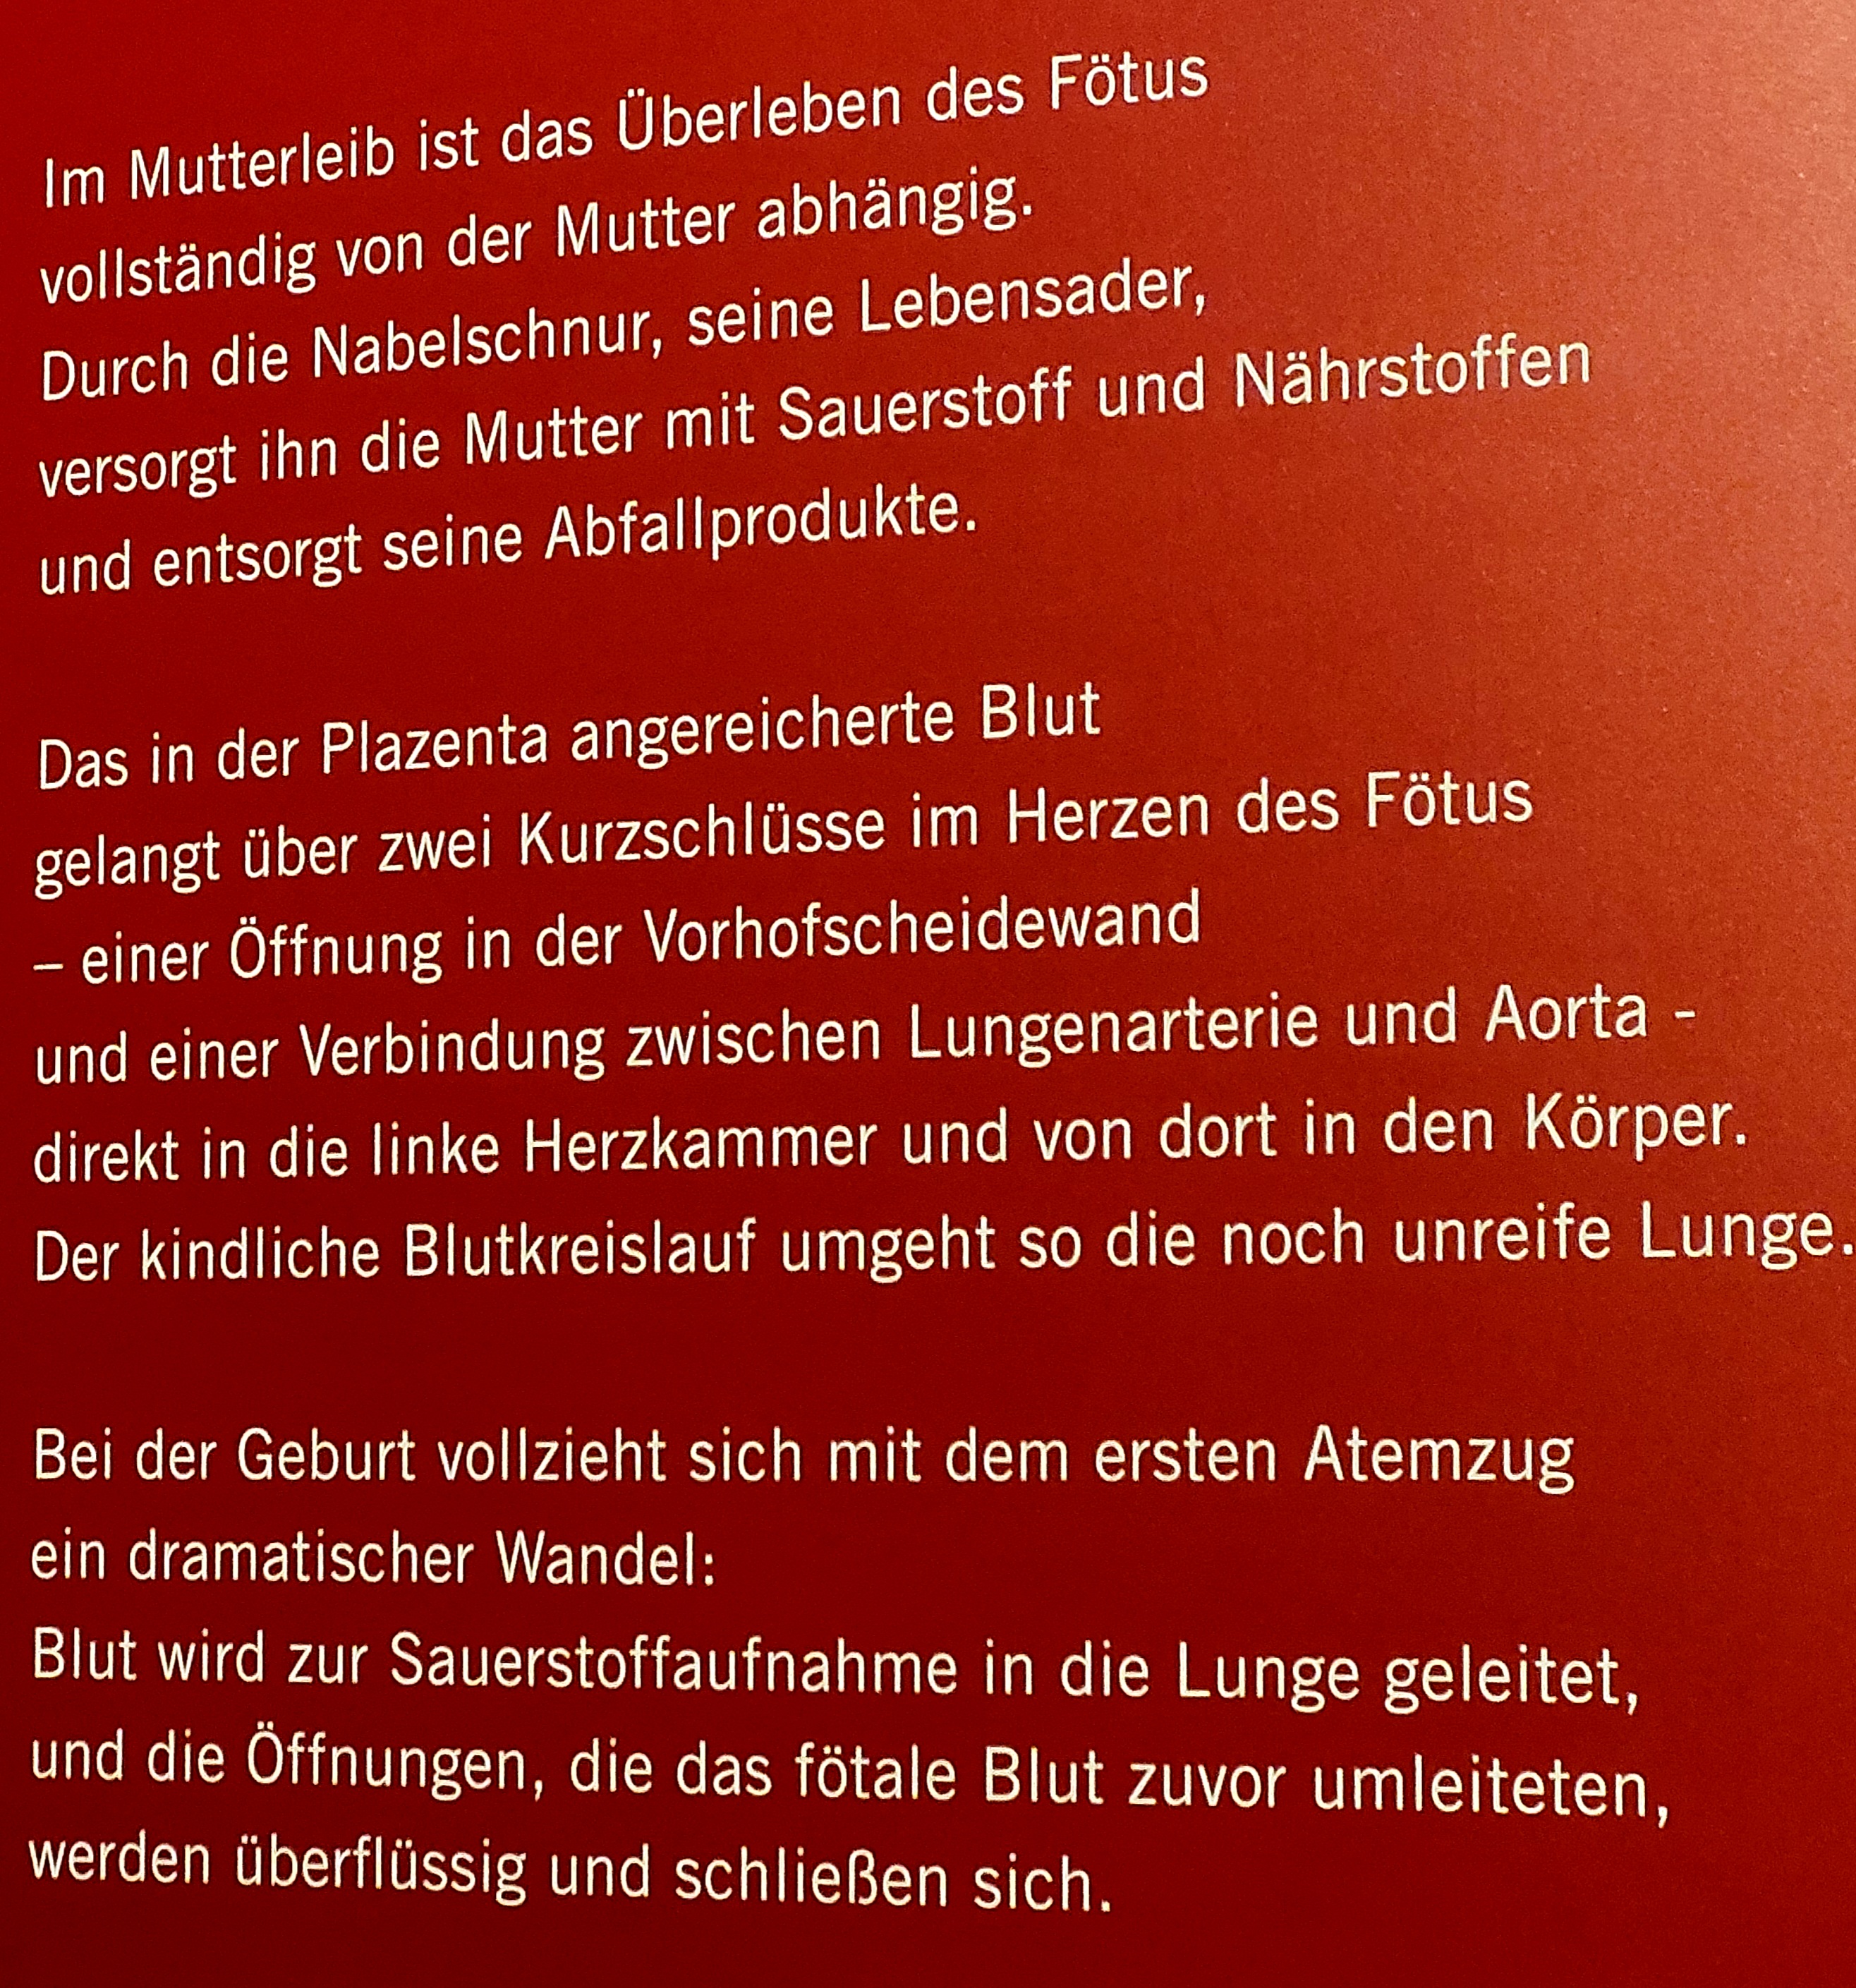 Im Mutterleib ist das Überleben des Fötus
vollständig von der Mutter abhängig.
Durch die Nabelschnur, seine Lebensader,
versorgt ihn die Mutter mit Sauerstoff und Nährstoffen
und entsorgt seine Abfallprodukte.
Das in der Plazenta angereicherte Blut
gelangt über zwei Kurzschlüsse im Herzen des Fötus
– einer Öffnung in der Vorhofscheidewand
und einer Verbindung zwischen Lungenarterie und Aorta -
direkt in die linke Herzkammer und von dort in den Körper.
Der kindliche Blutkreislauf umgeht so die noch unreife Lunge.
Bei der Geburt vollzieht sich mit dem ersten Atemzug
ein dramatischer Wandel:
Blut wird zur Sauerstoffaufnahme in die Lunge geleitet,
und die Öffnungen, die das fötale Blut zuvor umleiteten,
werden überflüssig und schließen sich.